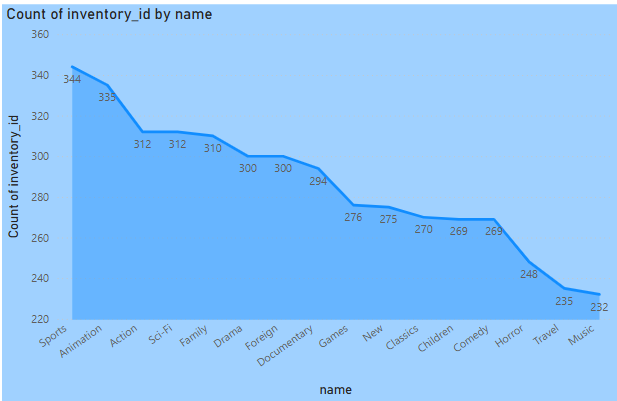 Count of inventory_id by name
Count of inventory_id
360
340
320
300
280
260
240
220
344
335
312
312
310
300
300
294
276
275
270
269
269
248
235
232
Sports
Animation
Action
Sci-Fi
Family
Drama
Foreign
Documentary
Games
New
Classics
Children
Comedy
Horror
Travel
Music
name